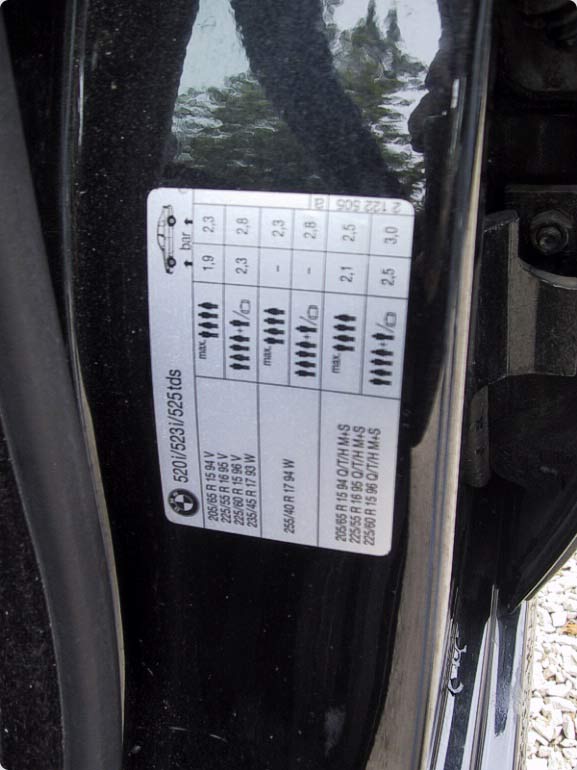 BMW
520i/523i/525tds
bar
205/65 R 15 94 V
225/55 R 16 95 V
225/60 R 15 96 V
235/45 R 17 93 W
max. 1,9 2,3
+ / 2,3 2,8
255/40 R 17 94 W
max. – 2,3
+ / – 2,8
205/65 R 15 94 Q/T/H M+S
225/55 R 16 95 Q/T/H M+S
225/60 R 15 96 Q/T/H M+S
max. 2,1 2,5
+ / 2,5 3,0
2 122 505